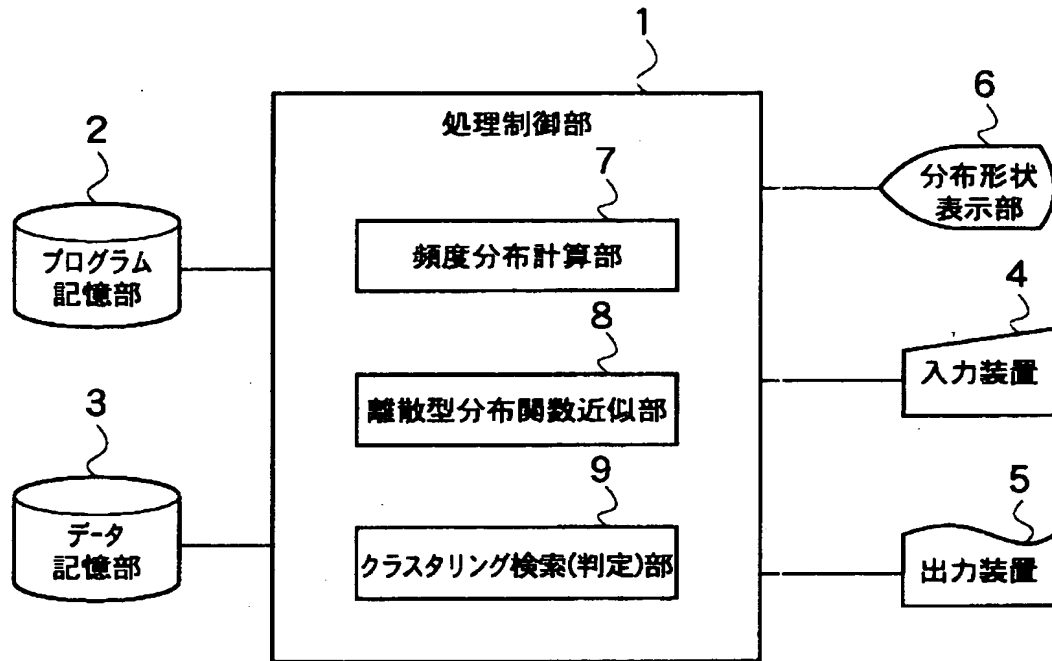 1
処理制御部
2
プログラム
記憶部
3
データ
記憶部
7
頻度分布計算部
8
離散型分布関数近似部
9
クラスタリング検索(判定)部
6
分布形状
表示部
4
入力装置
5
出力装置